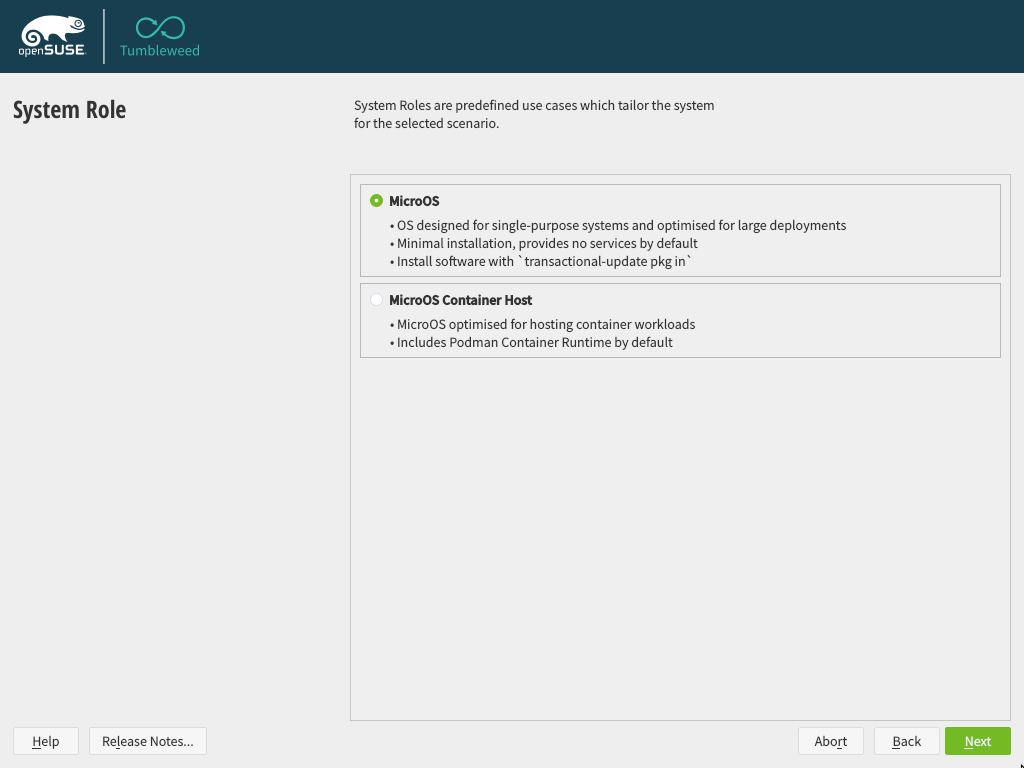 openSUSE.
Tumbleweed
System Role
System Roles are predefined use cases which tailor the system
for the selected scenario.
MicroOS
• OS designed for single-purpose systems and optimised for large deployments
• Minimal installation, provides no services by default
• Install software with `transactional-update pkg in`
MicroOS Container Host
• MicroOS optimised for hosting container workloads
• Includes Podman Container Runtime by default
Help
Release Notes...
Abort
Back
Next